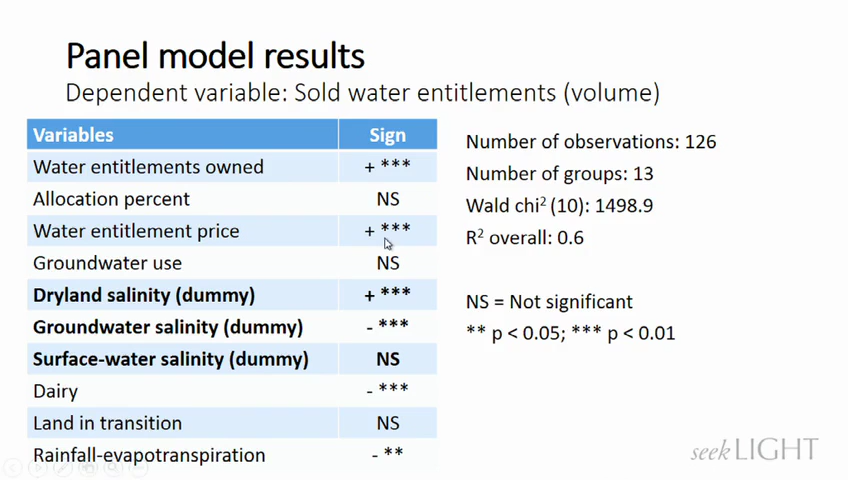 Panel model results
Dependent variable: Sold water entitlements (volume)
Variables Sign
Water entitlements owned + ***
Allocation percent NS
Water entitlement price + ***
Groundwater use NS
Dryland salinity (dummy) + ***
Groundwater salinity (dummy) - ***
Surface-water salinity (dummy) NS
Dairy - ***
Land in transition NS
Rainfall-evapotranspiration - **
Number of observations: 126
Number of groups: 13
Wald chi² (10): 1498.9
R² overall: 0.6
NS = Not significant
** p < 0.05; *** p < 0.01
seek LIGHT